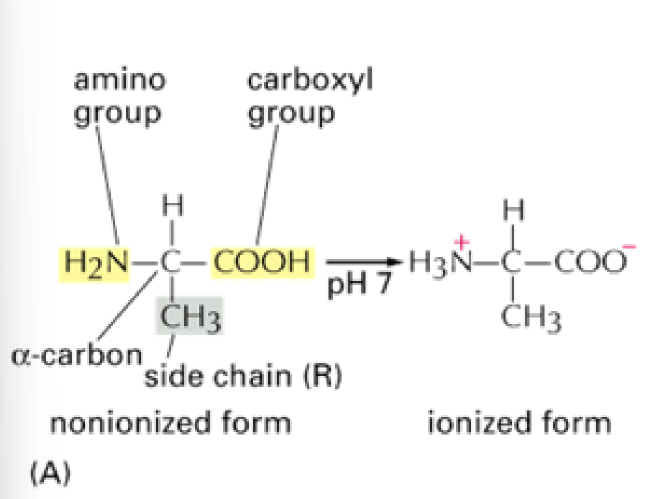 amino group
carboxyl group
H H
H2N–C–COOH pH 7 H3N+–C–COO−
CH3 CH3
α-carbon
side chain (R)
nonionized form ionized form
(A)